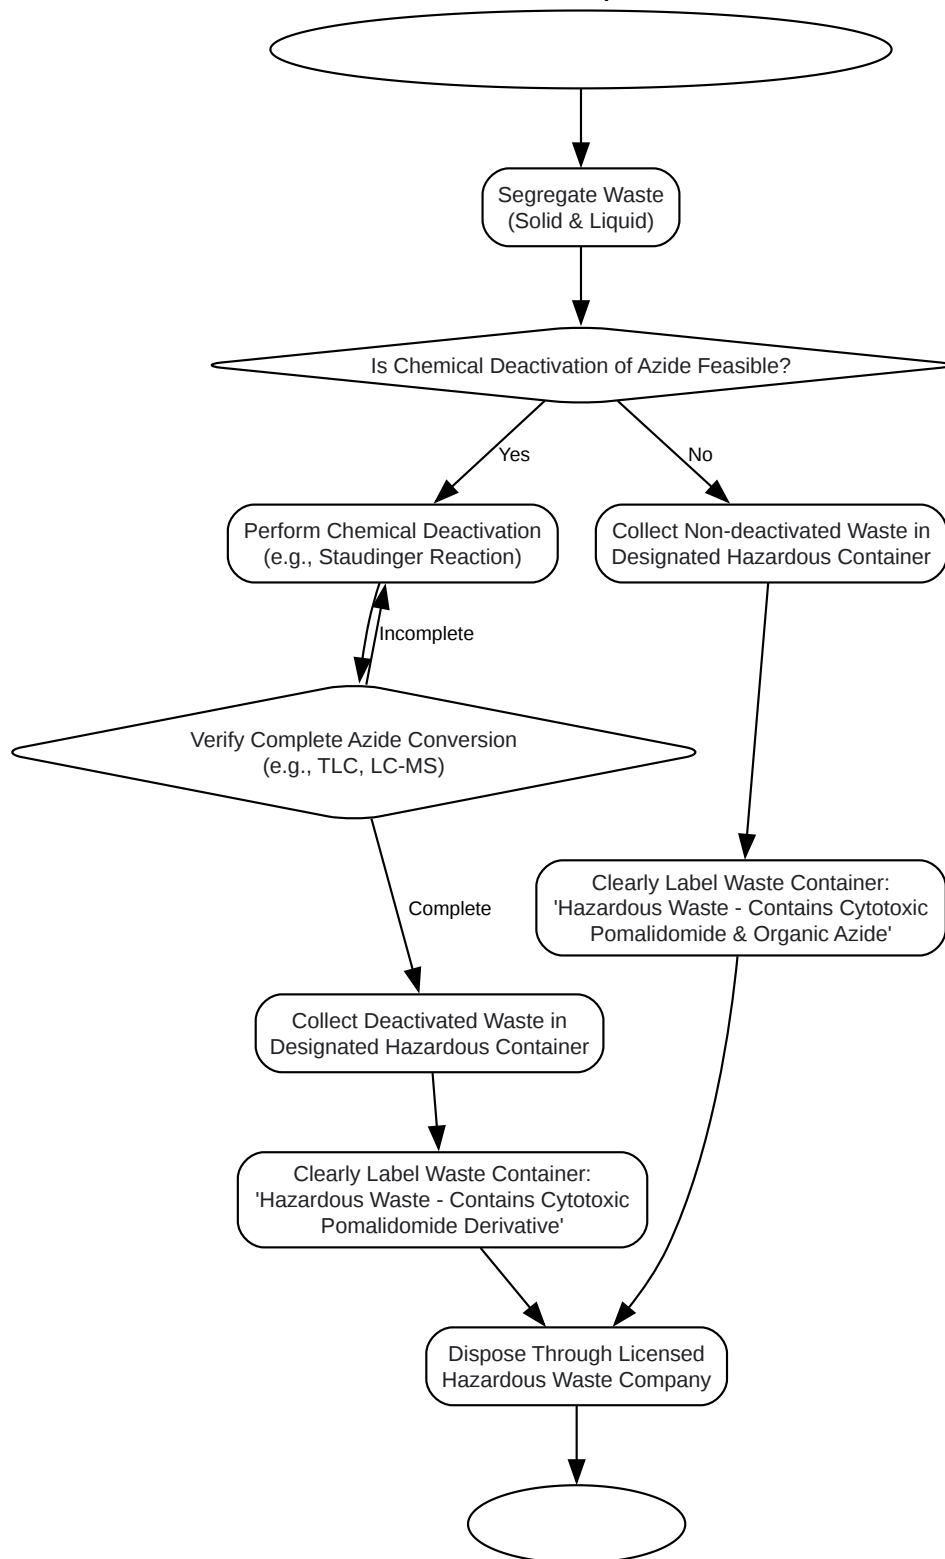 Segregate Waste
(Solid & Liquid)
Is Chemical Deactivation of Azide Feasible?
Yes
No
Perform Chemical Deactivation
(e.g., Staudinger Reaction)
Collect Non-deactivated Waste in
Designated Hazardous Container
Incomplete
Verify Complete Azide Conversion
(e.g., TLC, LC-MS)
Clearly Label Waste Container:
'Hazardous Waste - Contains Cytotoxic
Pomalidomide & Organic Azide'
Complete
Collect Deactivated Waste in
Designated Hazardous Container
Clearly Label Waste Container:
'Hazardous Waste - Contains Cytotoxic
Pomalidomide Derivative'
Dispose Through Licensed
Hazardous Waste Company